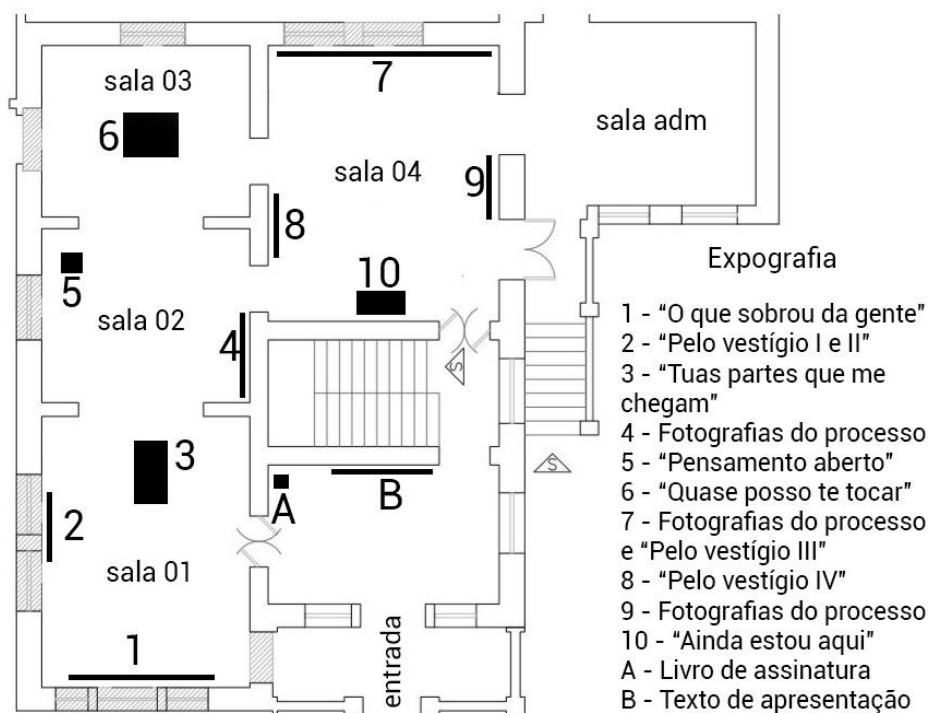 sala 03
7
6
sala adm
sala 04
9
8
10
5
sala 02
4
S
3
A
B
S
2
sala 01
1
entrada
Expografia
1 - “O que sobrou da gente”
2 - “Pelo vestígio I e II”
3 - “Tuas partes que me
chegam”
4 - Fotografias do processo
5 - “Pensamento aberto”
6 - “Quase posso te tocar”
7 - Fotografias do processo
e “Pelo vestígio III”
8 - “Pelo vestígio IV”
9 - Fotografias do processo
10 - “Ainda estou aqui”
A - Livro de assinatura
B - Texto de apresentação